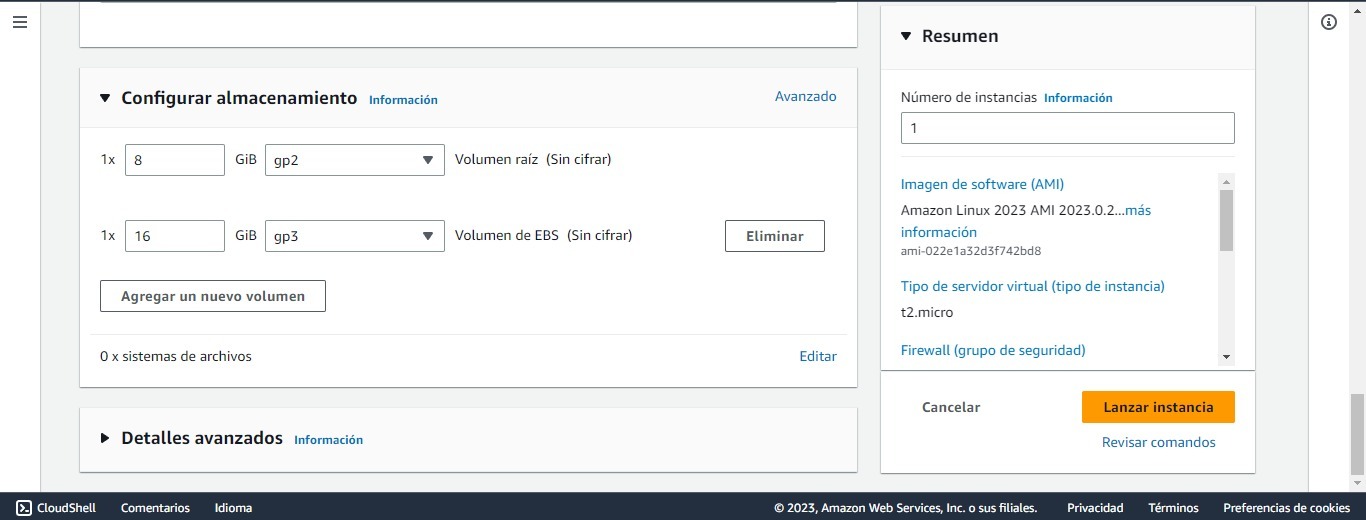 Configurar almacenamiento Información Avanzado
1x 8 GiB gp2 Volumen raíz (Sin cifrar)
1x 16 GiB gp3 Volumen de EBS (Sin cifrar) Eliminar
Agregar un nuevo volumen
0 x sistemas de archivos Editar
Detalles avanzados Información
Resumen
Número de instancias Información
1
Imagen de software (AMI)
Amazon Linux 2023 AMI 2023.0.2...más
información
ami-022e1a32d3f742bd8
Tipo de servidor virtual (tipo de instancia)
t2.micro
Firewall (grupo de seguridad)
Cancelar Lanzar instancia
Revisar comandos
CloudShell Comentarios Idioma © 2023, Amazon Web Services, Inc. o sus filiales. Privacidad Términos Preferencias de cookies